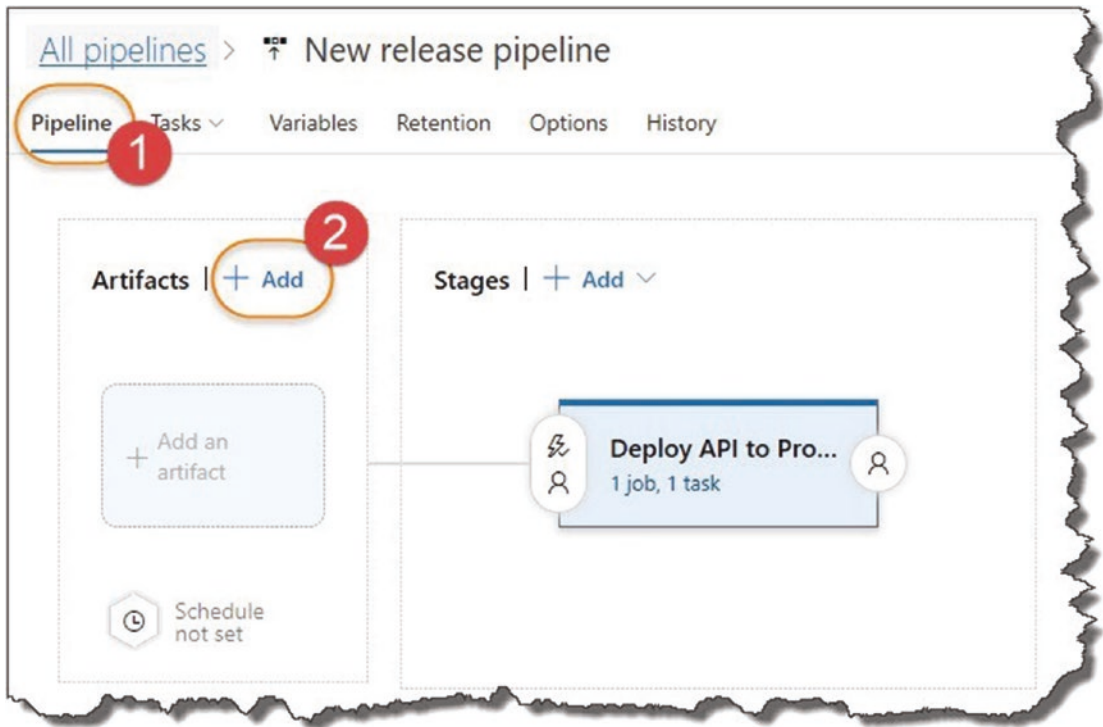 All pipelines > New release pipeline
Pipeline Tasks Variables Retention Options History
1
2
Artifacts | + Add
Stages | + Add
+ Add an
artifact
Deploy API to Pro...
1 job, 1 task
Schedule
not set